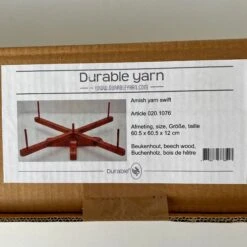 Durable yarn
WWW.DURABLEYARN.COM
Amish yarn swift
Article 020.1076
Afmeting, size, Größe, taille
60.5 x 60.5 x 12 cm
Beukenhout, beech wood,
Buchenholz, bois de hêtre
Durable